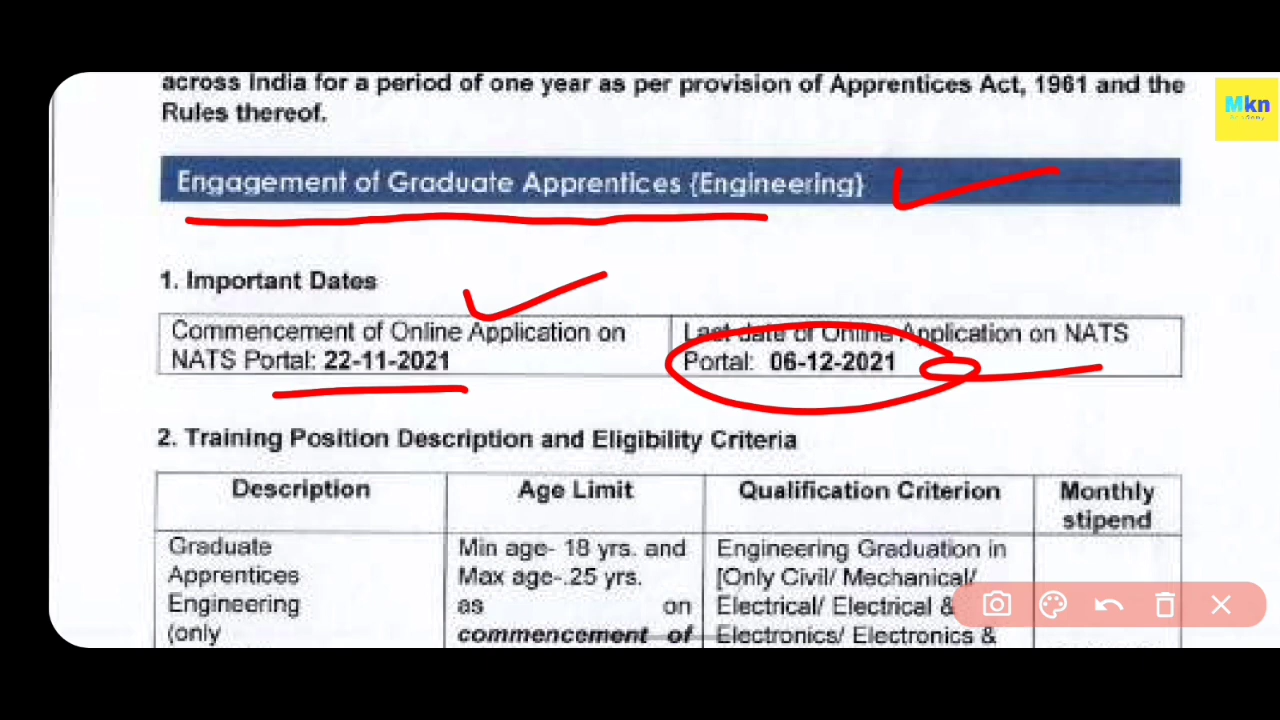 across India for a period of one year as per provision of Apprentices Act, 1961 and the
Rules thereof.
Mkn
Engagement of Graduate Apprentices {Engineering}
1. Important Dates
Commencement of Online Application on
NATS Portal: 22-11-2021
Last date of Online Application on NATS
Portal: 06-12-2021
2. Training Position Description and Eligibility Criteria
Description
Age Limit
Qualification Criterion
Monthly
stipend
Graduate
Apprentices
Engineering
(only
Min age- 18 yrs. and
Max age-.25 yrs.
as on
commencement of
Engineering Graduation in
[Only Civil/ Mechanical/
Electrical/ Electrical &
Electronics/ Electronics &